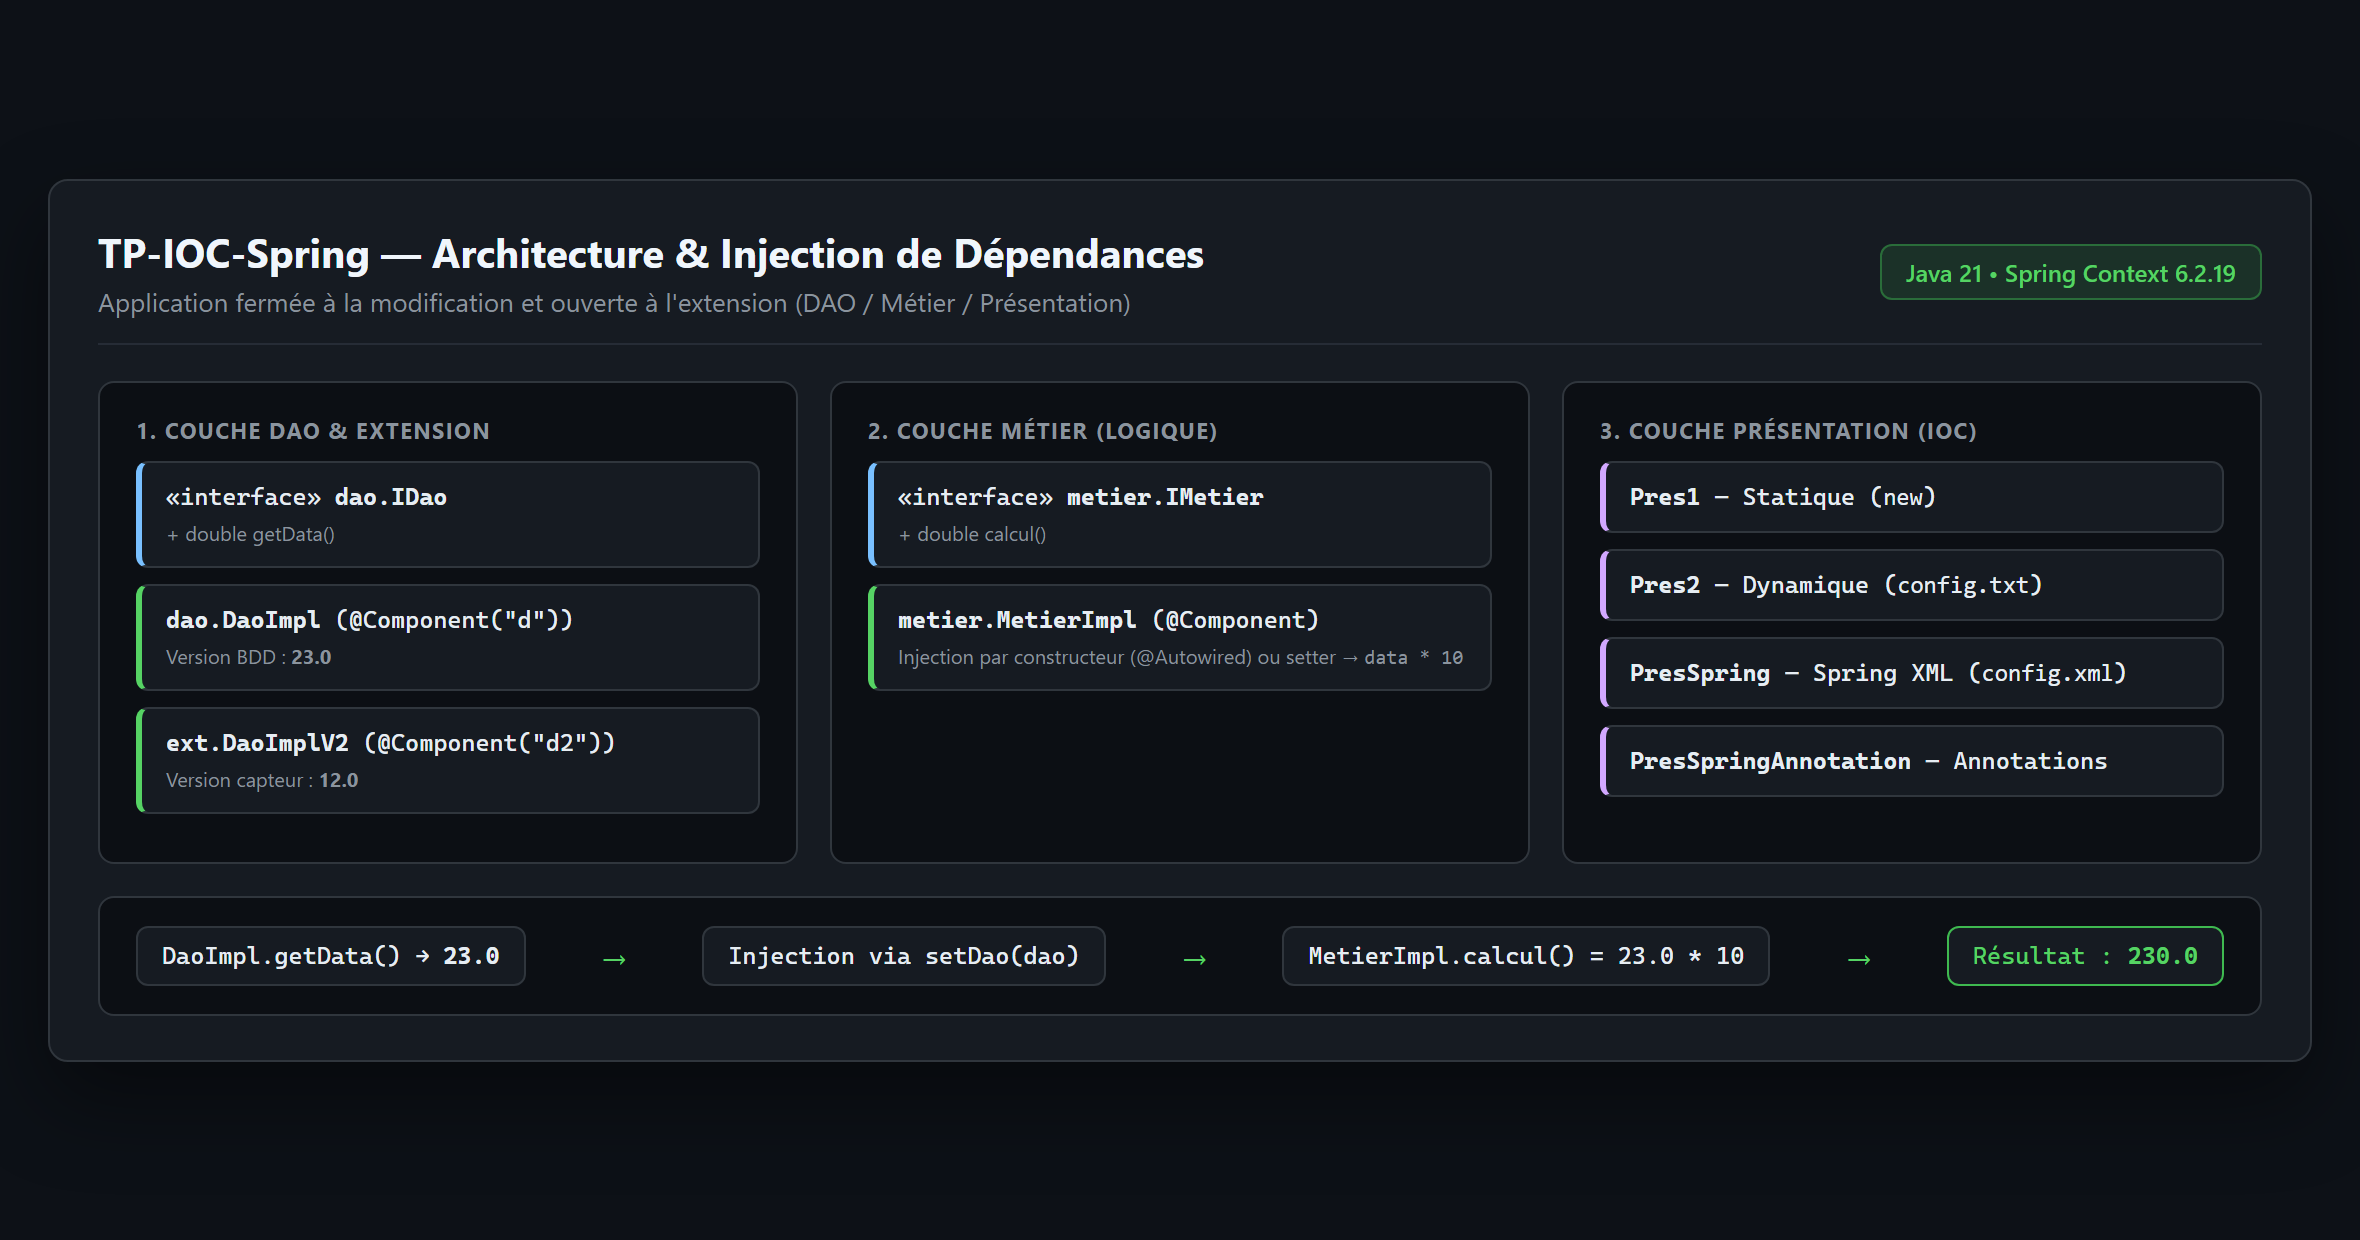 TP-IOC-Spring — Architecture & Injection de Dépendances
Application fermée à la modification et ouverte à l'extension (DAO / Métier / Présentation)
Java 21 • Spring Context 6.2.19
1. COUCHE DAO & EXTENSION
«interface» dao.IDao
+ double getData()
dao.DaoImpl (@Component("d"))
Version BDD : 23.0
ext.DaoImplV2 (@Component("d2"))
Version capteur : 12.0
2. COUCHE MÉTIER (LOGIQUE)
«interface» metier.IMetier
+ double calcul()
metier.MetierImpl (@Component)
Injection par constructeur (@Autowired) ou setter → data * 10
3. COUCHE PRÉSENTATION (IOC)
Pres1 — Statique (new)
Pres2 — Dynamique (config.txt)
PresSpring — Spring XML (config.xml)
PresSpringAnnotation — Annotations
DaoImpl.getData() → 23.0
→
Injection via setDao(dao)
→
MetierImpl.calcul() = 23.0 * 10
→
Résultat : 230.0